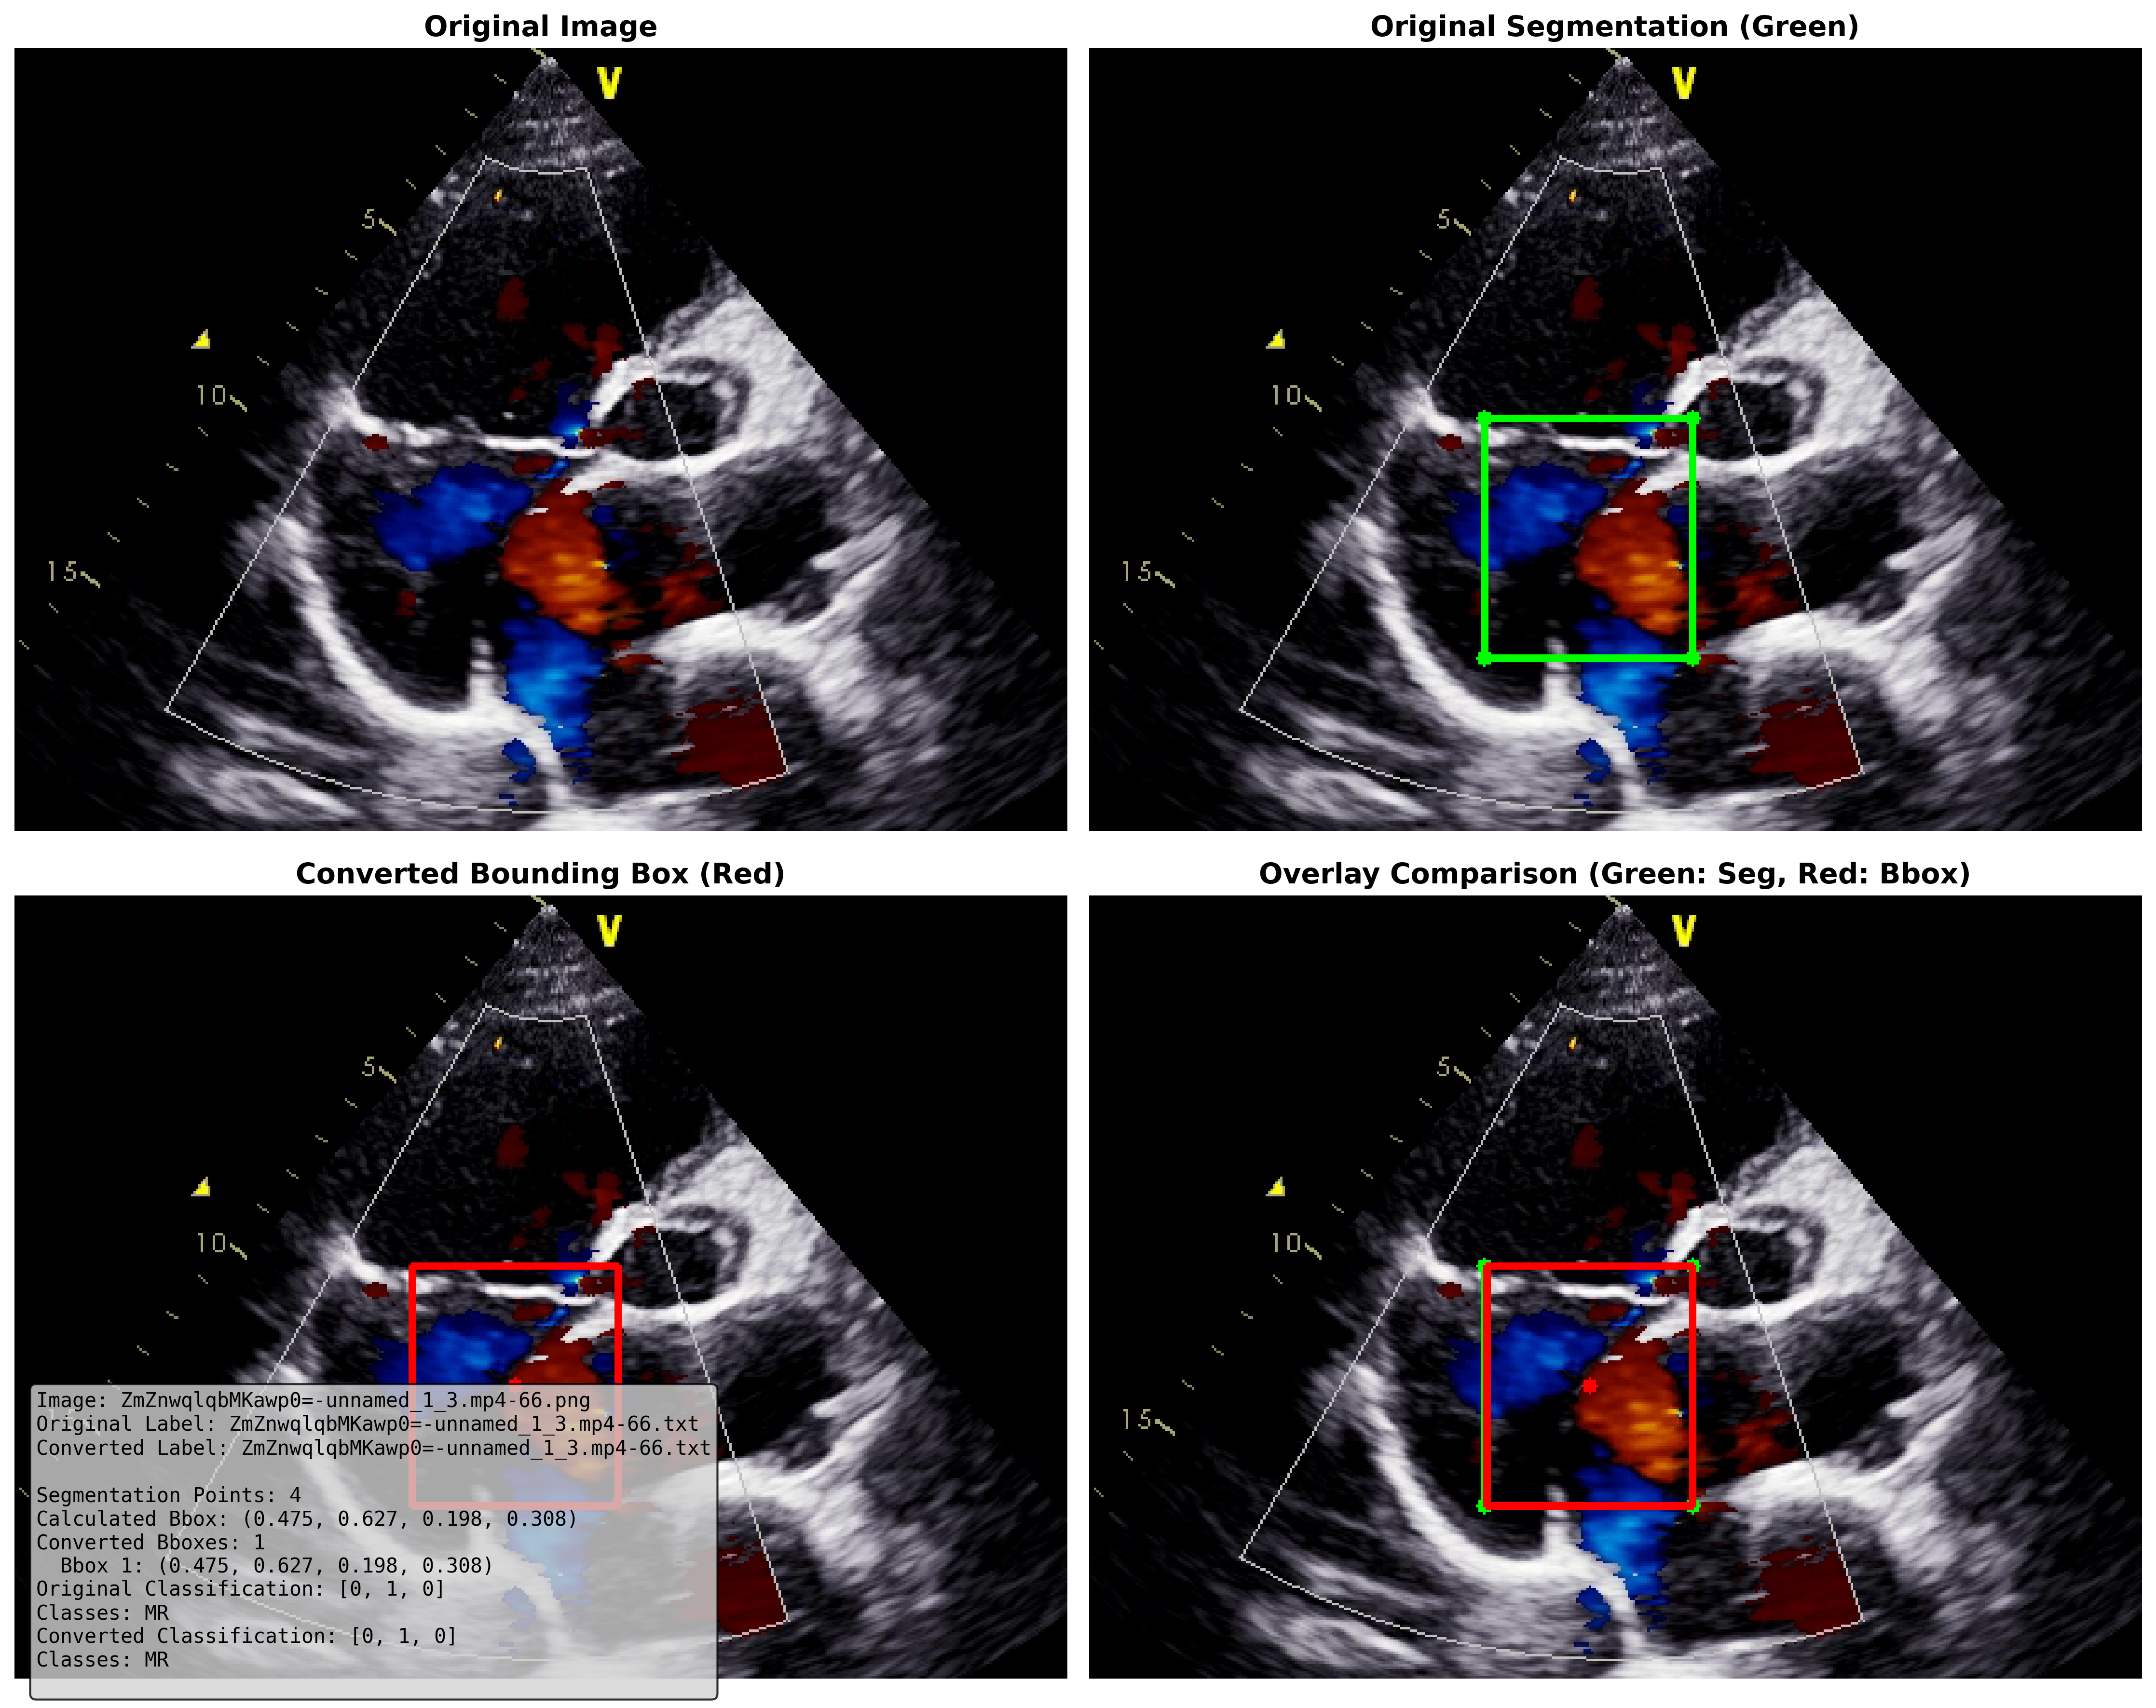 Original Image
Original Segmentation (Green)
V
5
10
15
V
5
10
15
Converted Bounding Box (Red)
Overlay Comparison (Green: Seg, Red: Bbox)
V
5
10
V
5
10
15
Image: ZmZnwqlqbMKawp0=-unnamed_1_3.mp4-66.png
Original Label: ZmZnwqlqbMKawp0=-unnamed_1_3.mp4-66.txt
Converted Label: ZmZnwqlqbMKawp0=-unnamed_1_3.mp4-66.txt
Segmentation Points: 4
Calculated Bbox: (0.475, 0.627, 0.198, 0.308)
Converted Bboxes: 1
Bbox 1: (0.475, 0.627, 0.198, 0.308)
Original Classification: [0, 1, 0]
Classes: MR
Converted Classification: [0, 1, 0]
Classes: MR